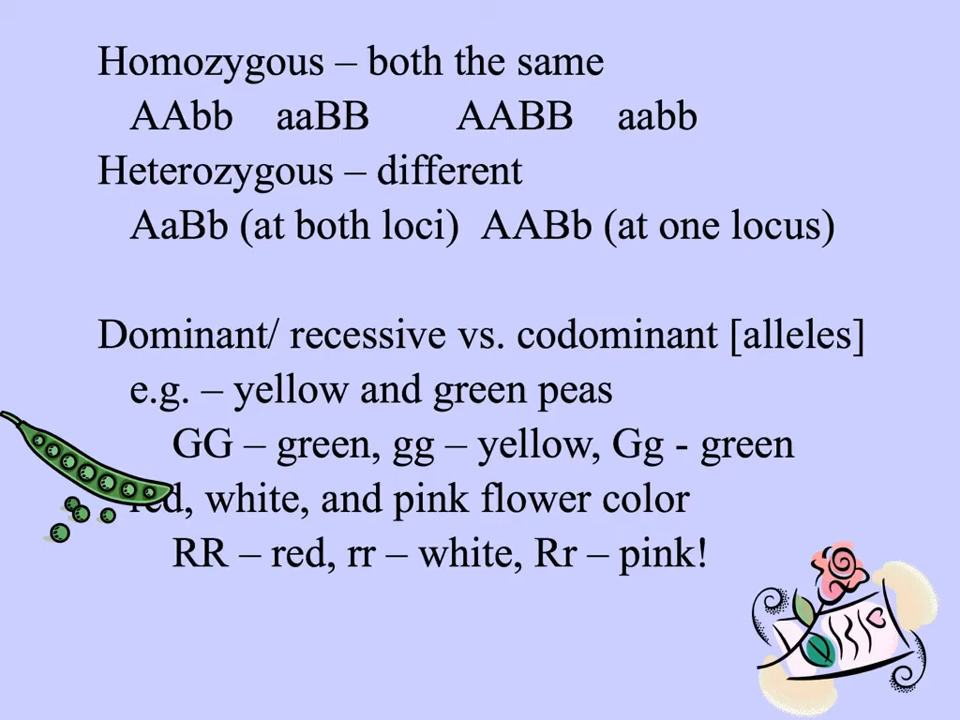 Homozygous – both the same
AAbb aaBB AABB aabb
Heterozygous – different
AaBb (at both loci) AABb (at one locus)
Dominant/ recessive vs. codominant [alleles]
e.g. – yellow and green peas
GG – green, gg – yellow, Gg - green
red, white, and pink flower color
RR – red, rr – white, Rr – pink!